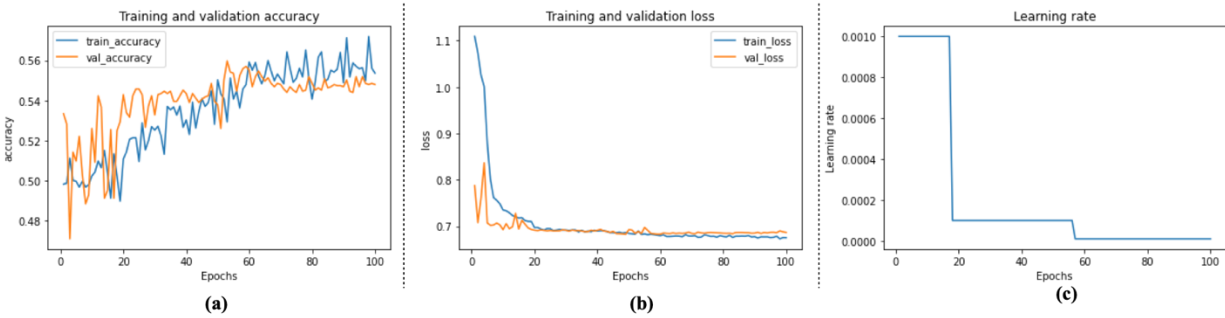 Training and validation accuracy
train_accuracy
val_accuracy
0.56
0.54
0.52
0.50
0.48
accuracy
0
20
40
60
80
100
Epochs
(a)
Training and validation loss
train_loss
val_loss
1.1
1.0
0.9
0.8
0.7
loss
0
20
40
60
80
100
Epochs
(b)
Learning rate
0.0010
0.0008
0.0006
0.0004
0.0002
0.0000
Learning rate
0
20
40
60
80
100
Epochs
(c)